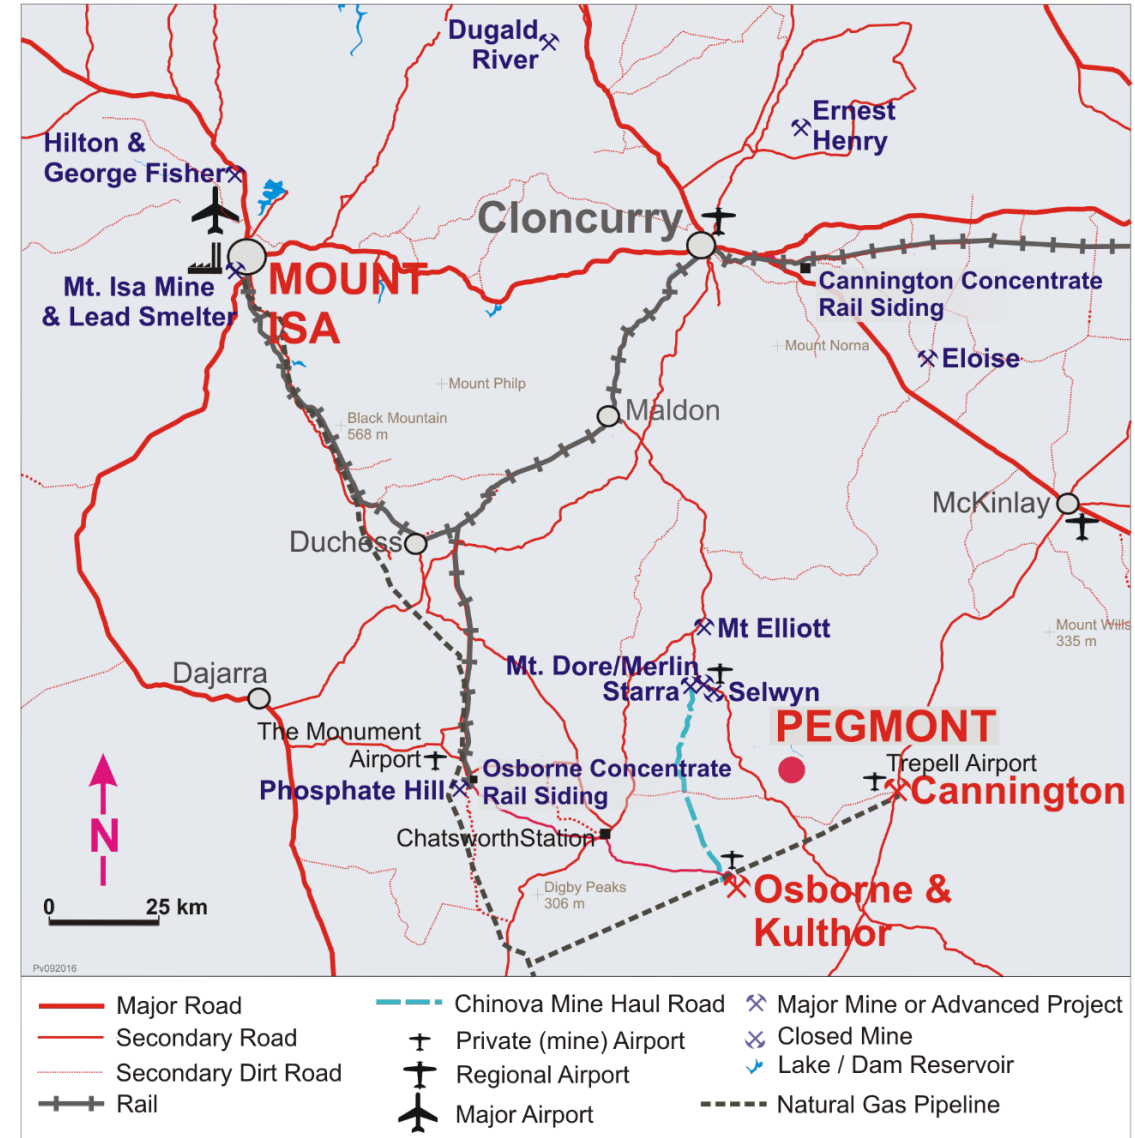 Dugald
River
Ernest
Henry
Hilton &
George Fisher
Cloncurry
MOUNT
ISA
Mt. Isa Mine
& Lead Smelter
Cannington Concentrate
Rail Siding
Mount Norna
Eloise
Mount Philp
Black Mountain
568 m
Maldon
McKinlay
Duchess
Mt Elliott
Mount Wills
335 m
Mt. Dore/Merlin
Starra
Selwyn
Dajarra
PEGMONT
The Monument
Airport
Trepell Airport
Osborne Concentrate
Rail Siding
Phosphate Hill
Cannington
ChatsworthStation
N
Digby Peaks
306 m
Osborne &
Kulthor
0 25 km
Pv092016
Major Road
Secondary Road
Secondary Dirt Road
Rail
Chinova Mine Haul Road
Private (mine) Airport
Regional Airport
Major Airport
Major Mine or Advanced Project
Closed Mine
Lake / Dam Reservoir
Natural Gas Pipeline